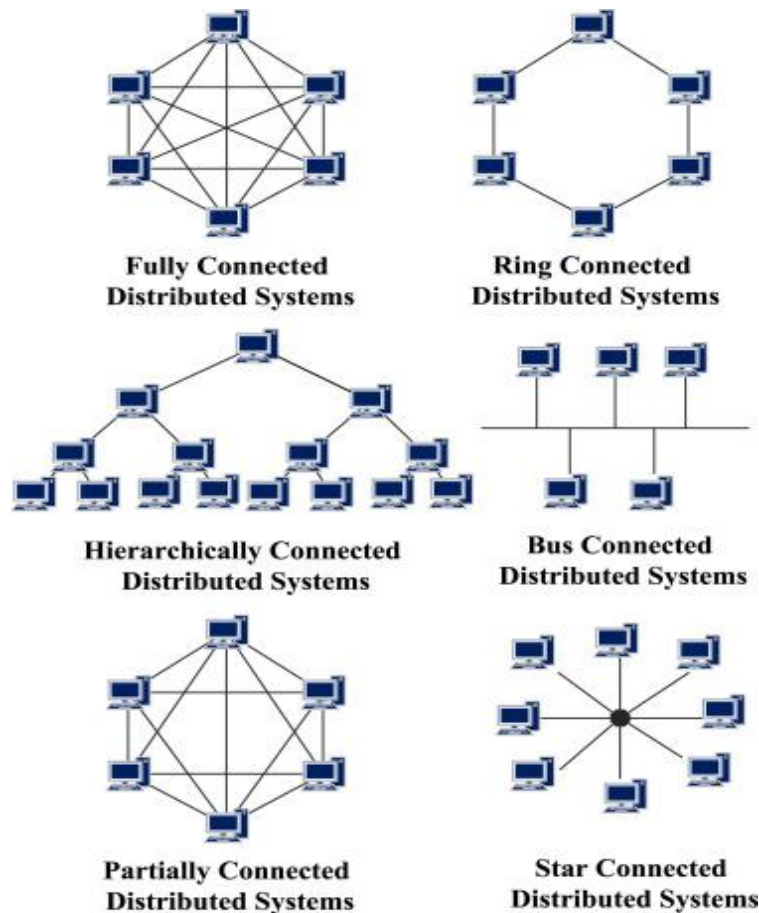 Fully Connected
Distributed Systems
Ring Connected
Distributed Systems
Hierarchically Connected
Distributed Systems
Bus Connected
Distributed Systems
Partially Connected
Distributed Systems
Star Connected
Distributed Systems